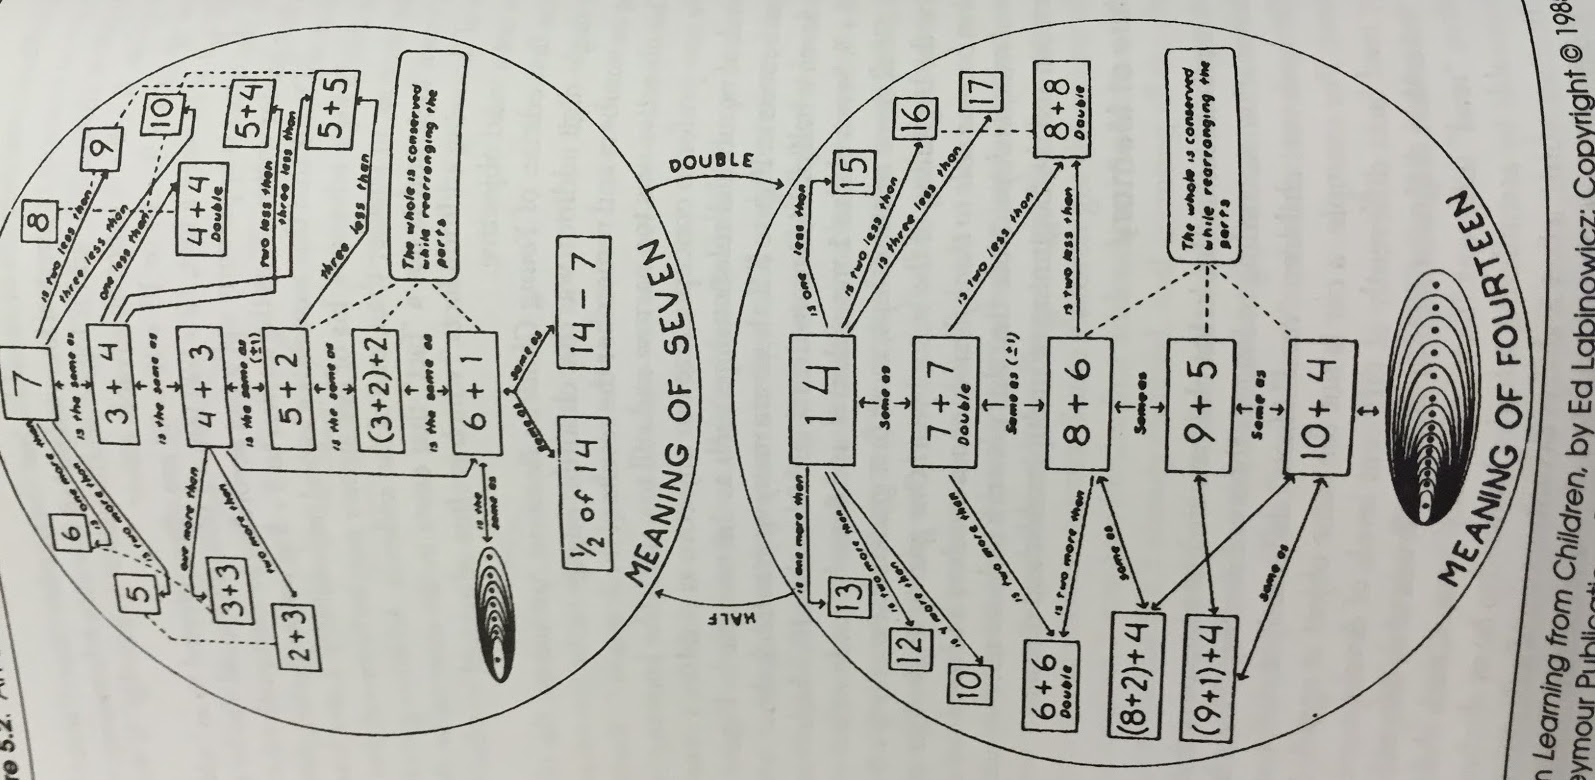 re 5.2.
7
is the same as
3 + 4
is the same as
4 + 3
is the same as
(±1)
5 + 2
is the same as
(3+2)+2
is the same as
6 + 1
8
9
10
is two less than
three less than
one less than
4 + 4
Double
5+4
two less than
three less than
5 + 5
three less than
The whole is conserved
while rearranging the
parts
same as
same as
14 – 7
½ of 14
is one more than
is two more than
6
5
one more than
3+3
two more than
2+3
is the
same as
MEANING OF SEVEN
DOUBLE
HALF
14
same as
7 + 7
Double
Same as (±1)
8 + 6
Same as
9 + 5
Same as
10 + 4
is one less than
15
is two less than
16
is three less than
17
is two less than
8 + 8
Double
is two less than
The whole is conserved
while rearranging the
parts
is one more than
13
is two more than
12
is 4 more than
10
is two more than
is two more than
6 + 6
Double
same as
(8+2)+4
(9+1)+4
same as
MEANING OF FOURTEEN
Learning from Children, by Ed Labinowicz: Copyright © 198